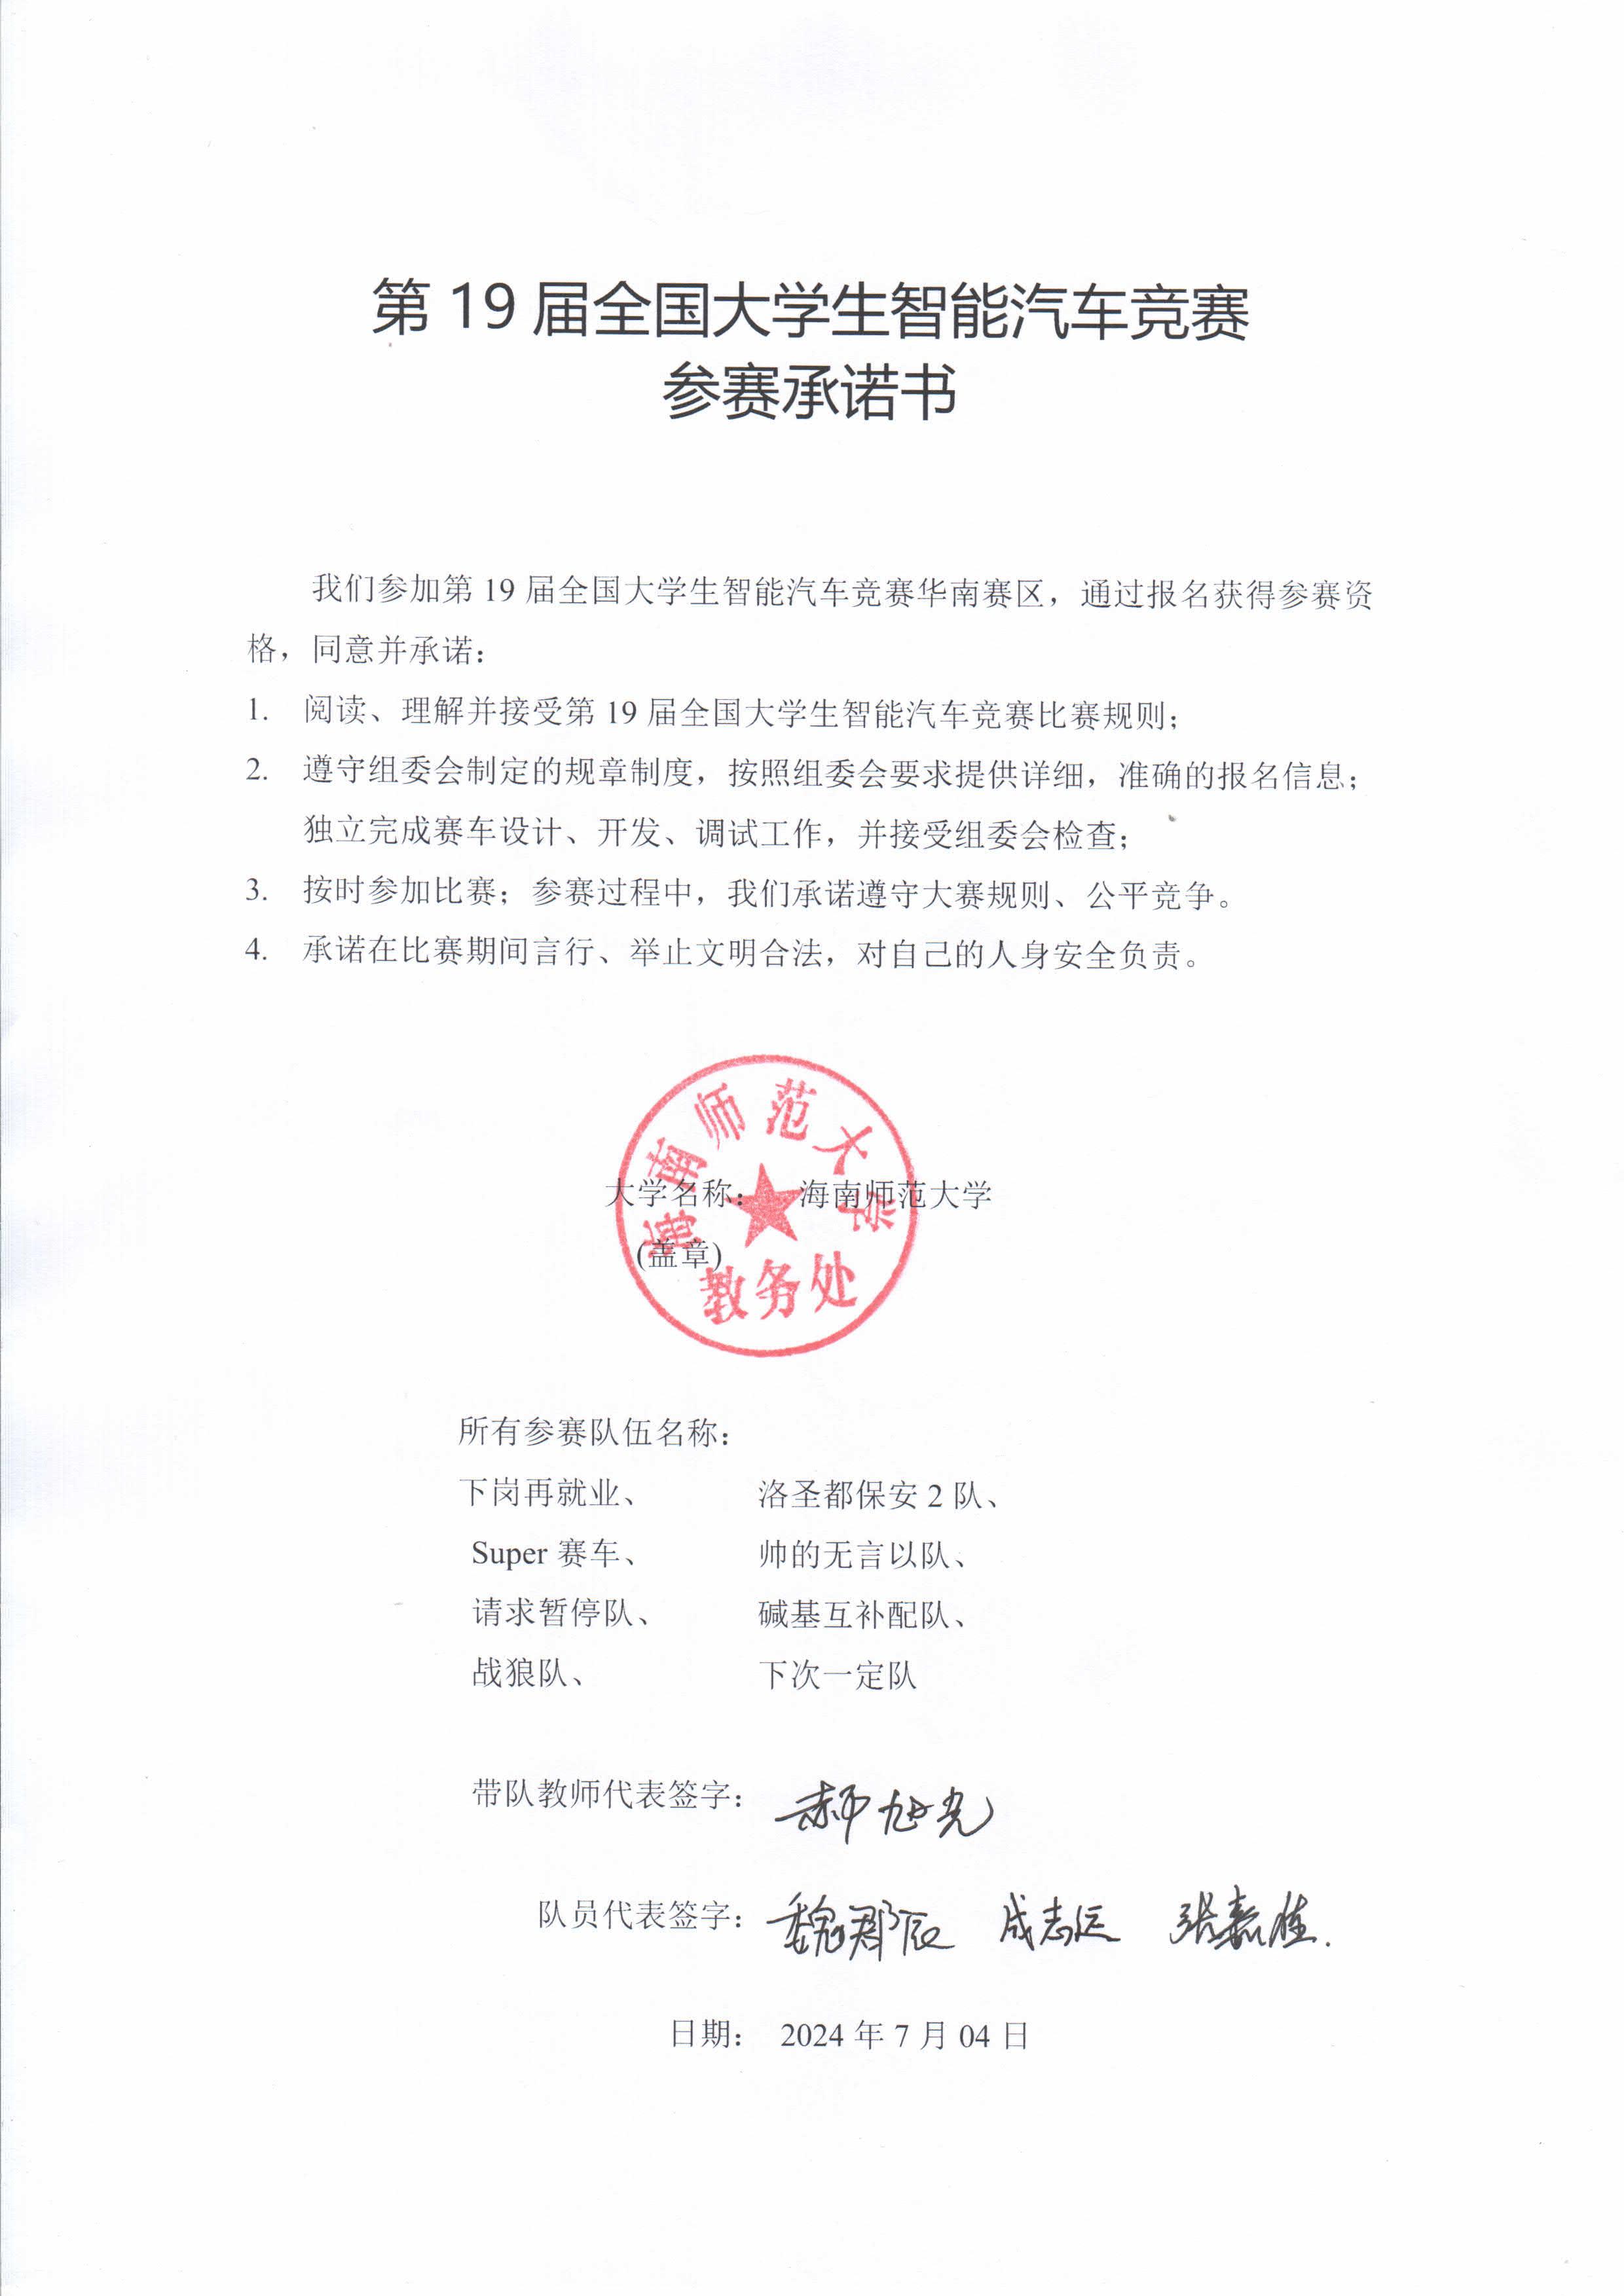 第 19 届全国大学生智能汽车竞赛
参赛承诺书
我们参加第 19 届全国大学生智能汽车竞赛华南赛区，通过报名获得参赛资
格，同意并承诺：
1. 阅读、理解并接受第 19 届全国大学生智能汽车竞赛比赛规则；
2. 遵守组委会制定的规章制度，按照组委会要求提供详细，准确的报名信息；
独立完成赛车设计、开发、调试工作，并接受组委会检查；
3. 按时参加比赛；参赛过程中，我们承诺遵守大赛规则、公平竞争。
4. 承诺在比赛期间言行、举止文明合法，对自己的人身安全负责。
海南师范大学
大学名称： 海南师范大学
(盖章)
教务处
所有参赛队伍名称：
下岗再就业、 洛圣都保安 2 队、
Super 赛车、 帅的无言以队、
请求暂停队、 碱基互补配队、
战狼队、 下次一定队
带队教师代表签字： 郝旭光
队员代表签字： 魏郡辰 成志远 张嘉
日期： 2024 年 7 月 04 日